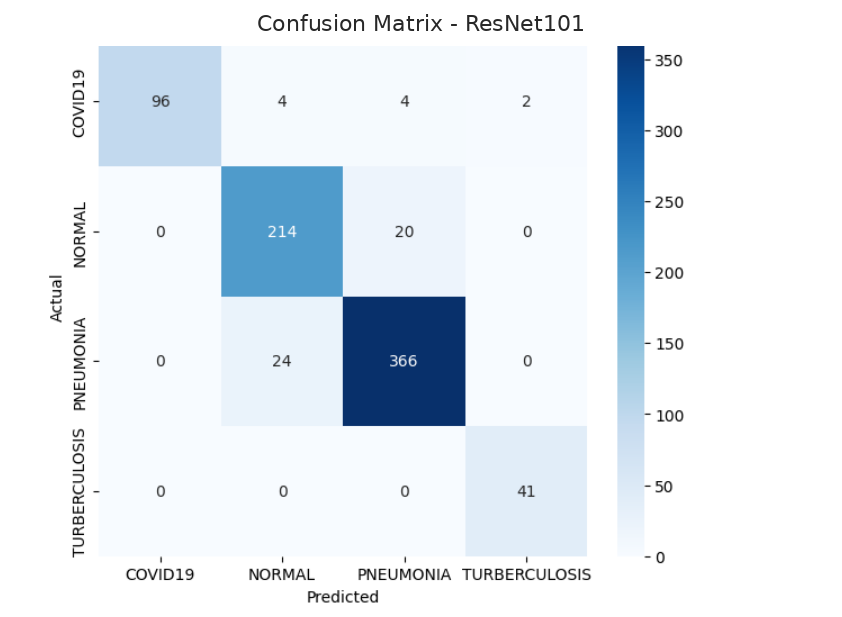 Confusion Matrix - ResNet101
COVID19
96 4 4 2
NORMAL
0 214 20 0
PNEUMONIA
0 24 366 0
TURBERCULOSIS
0 0 0 41
Actual
COVID19 NORMAL PNEUMONIA TURBERCULOSIS
Predicted
350
300
250
200
150
100
50
0